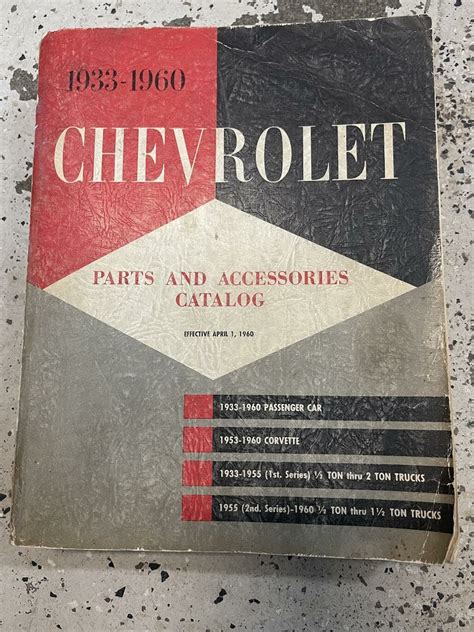 1933-1960
CHEVROLET
PARTS AND ACCESSORIES
CATALOG
EFFECTIVE APRIL 1, 1960
1933-1960 PASSENGER CAR
1953-1960 CORVETTE
1933-1955 (1st. Series) ½ TON thru 2 TON TRUCKS
1955 (2nd. Series)-1960 ½ TON thru 1½ TON TRUCKS